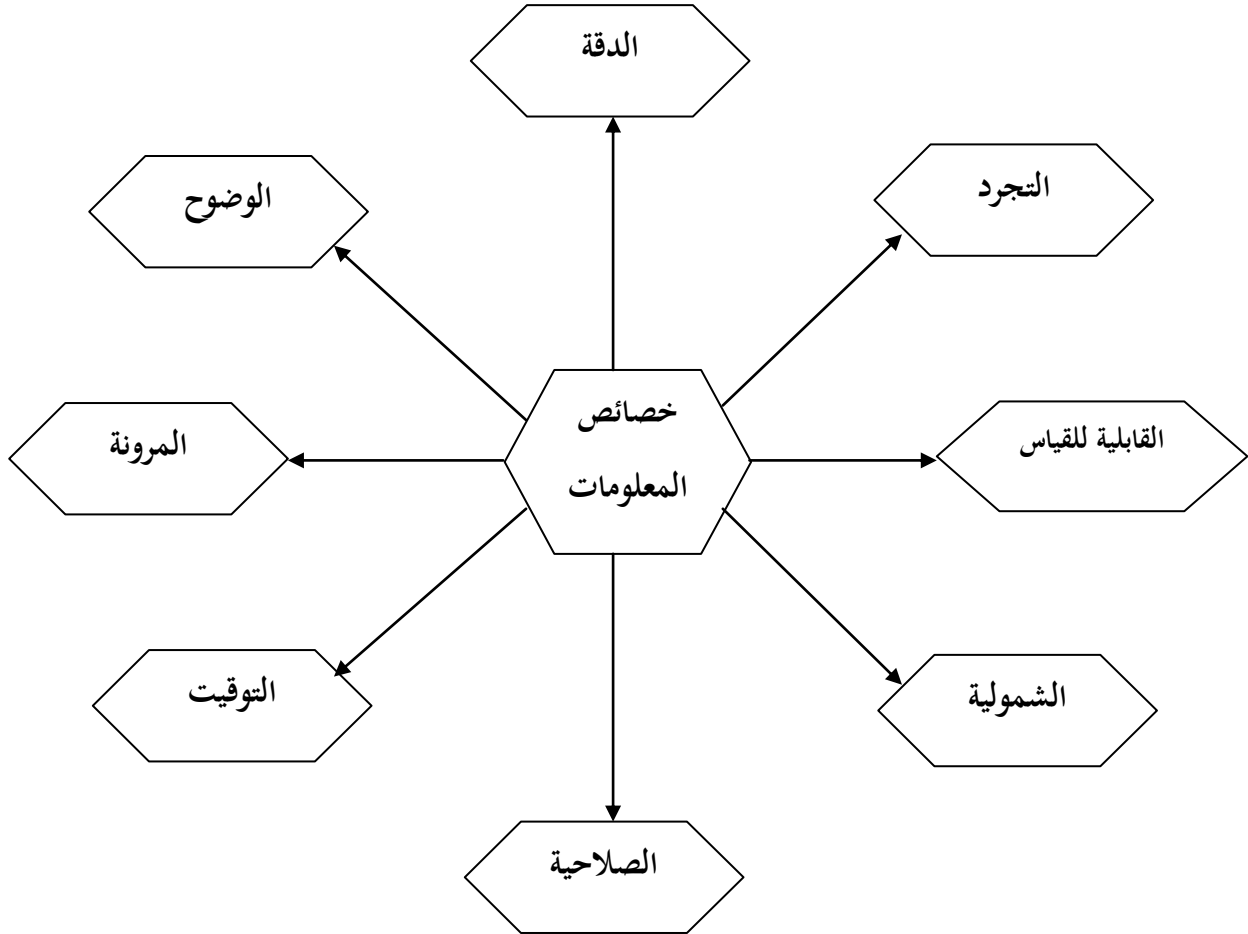 الدقة
التجرد
الوضوح
خصائص
المعلومات
القابلية للقياس
المرونة
الشمولية
التوقيت
الصلاحية